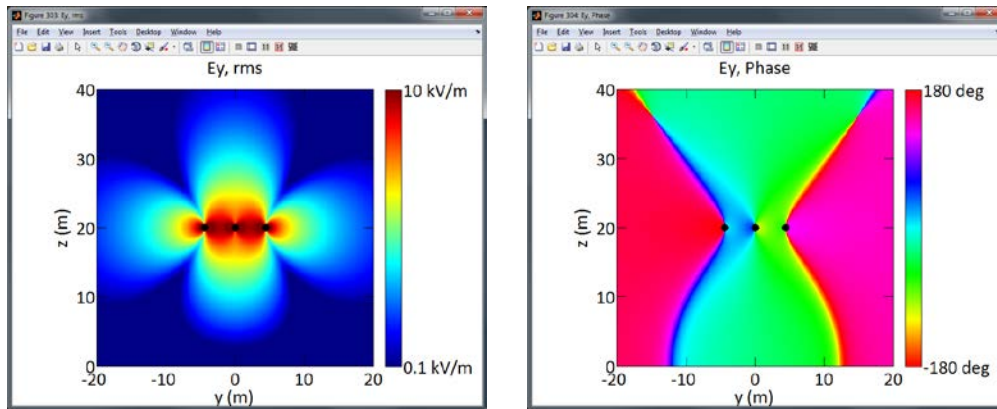 Figure 303: Ey, rms
File Edit View Insert Tools Desktop Window Help
Ey, rms
40
30
20
10
0
z (m)
-20 -10 0 10 20
y (m)
10 kV/m
0.1 kV/m
Figure 304: Ey, Phase
File Edit View Insert Tools Desktop Window Help
Ey, Phase
40
30
20
10
0
z (m)
-20 -10 0 10 20
y (m)
180 deg
-180 deg